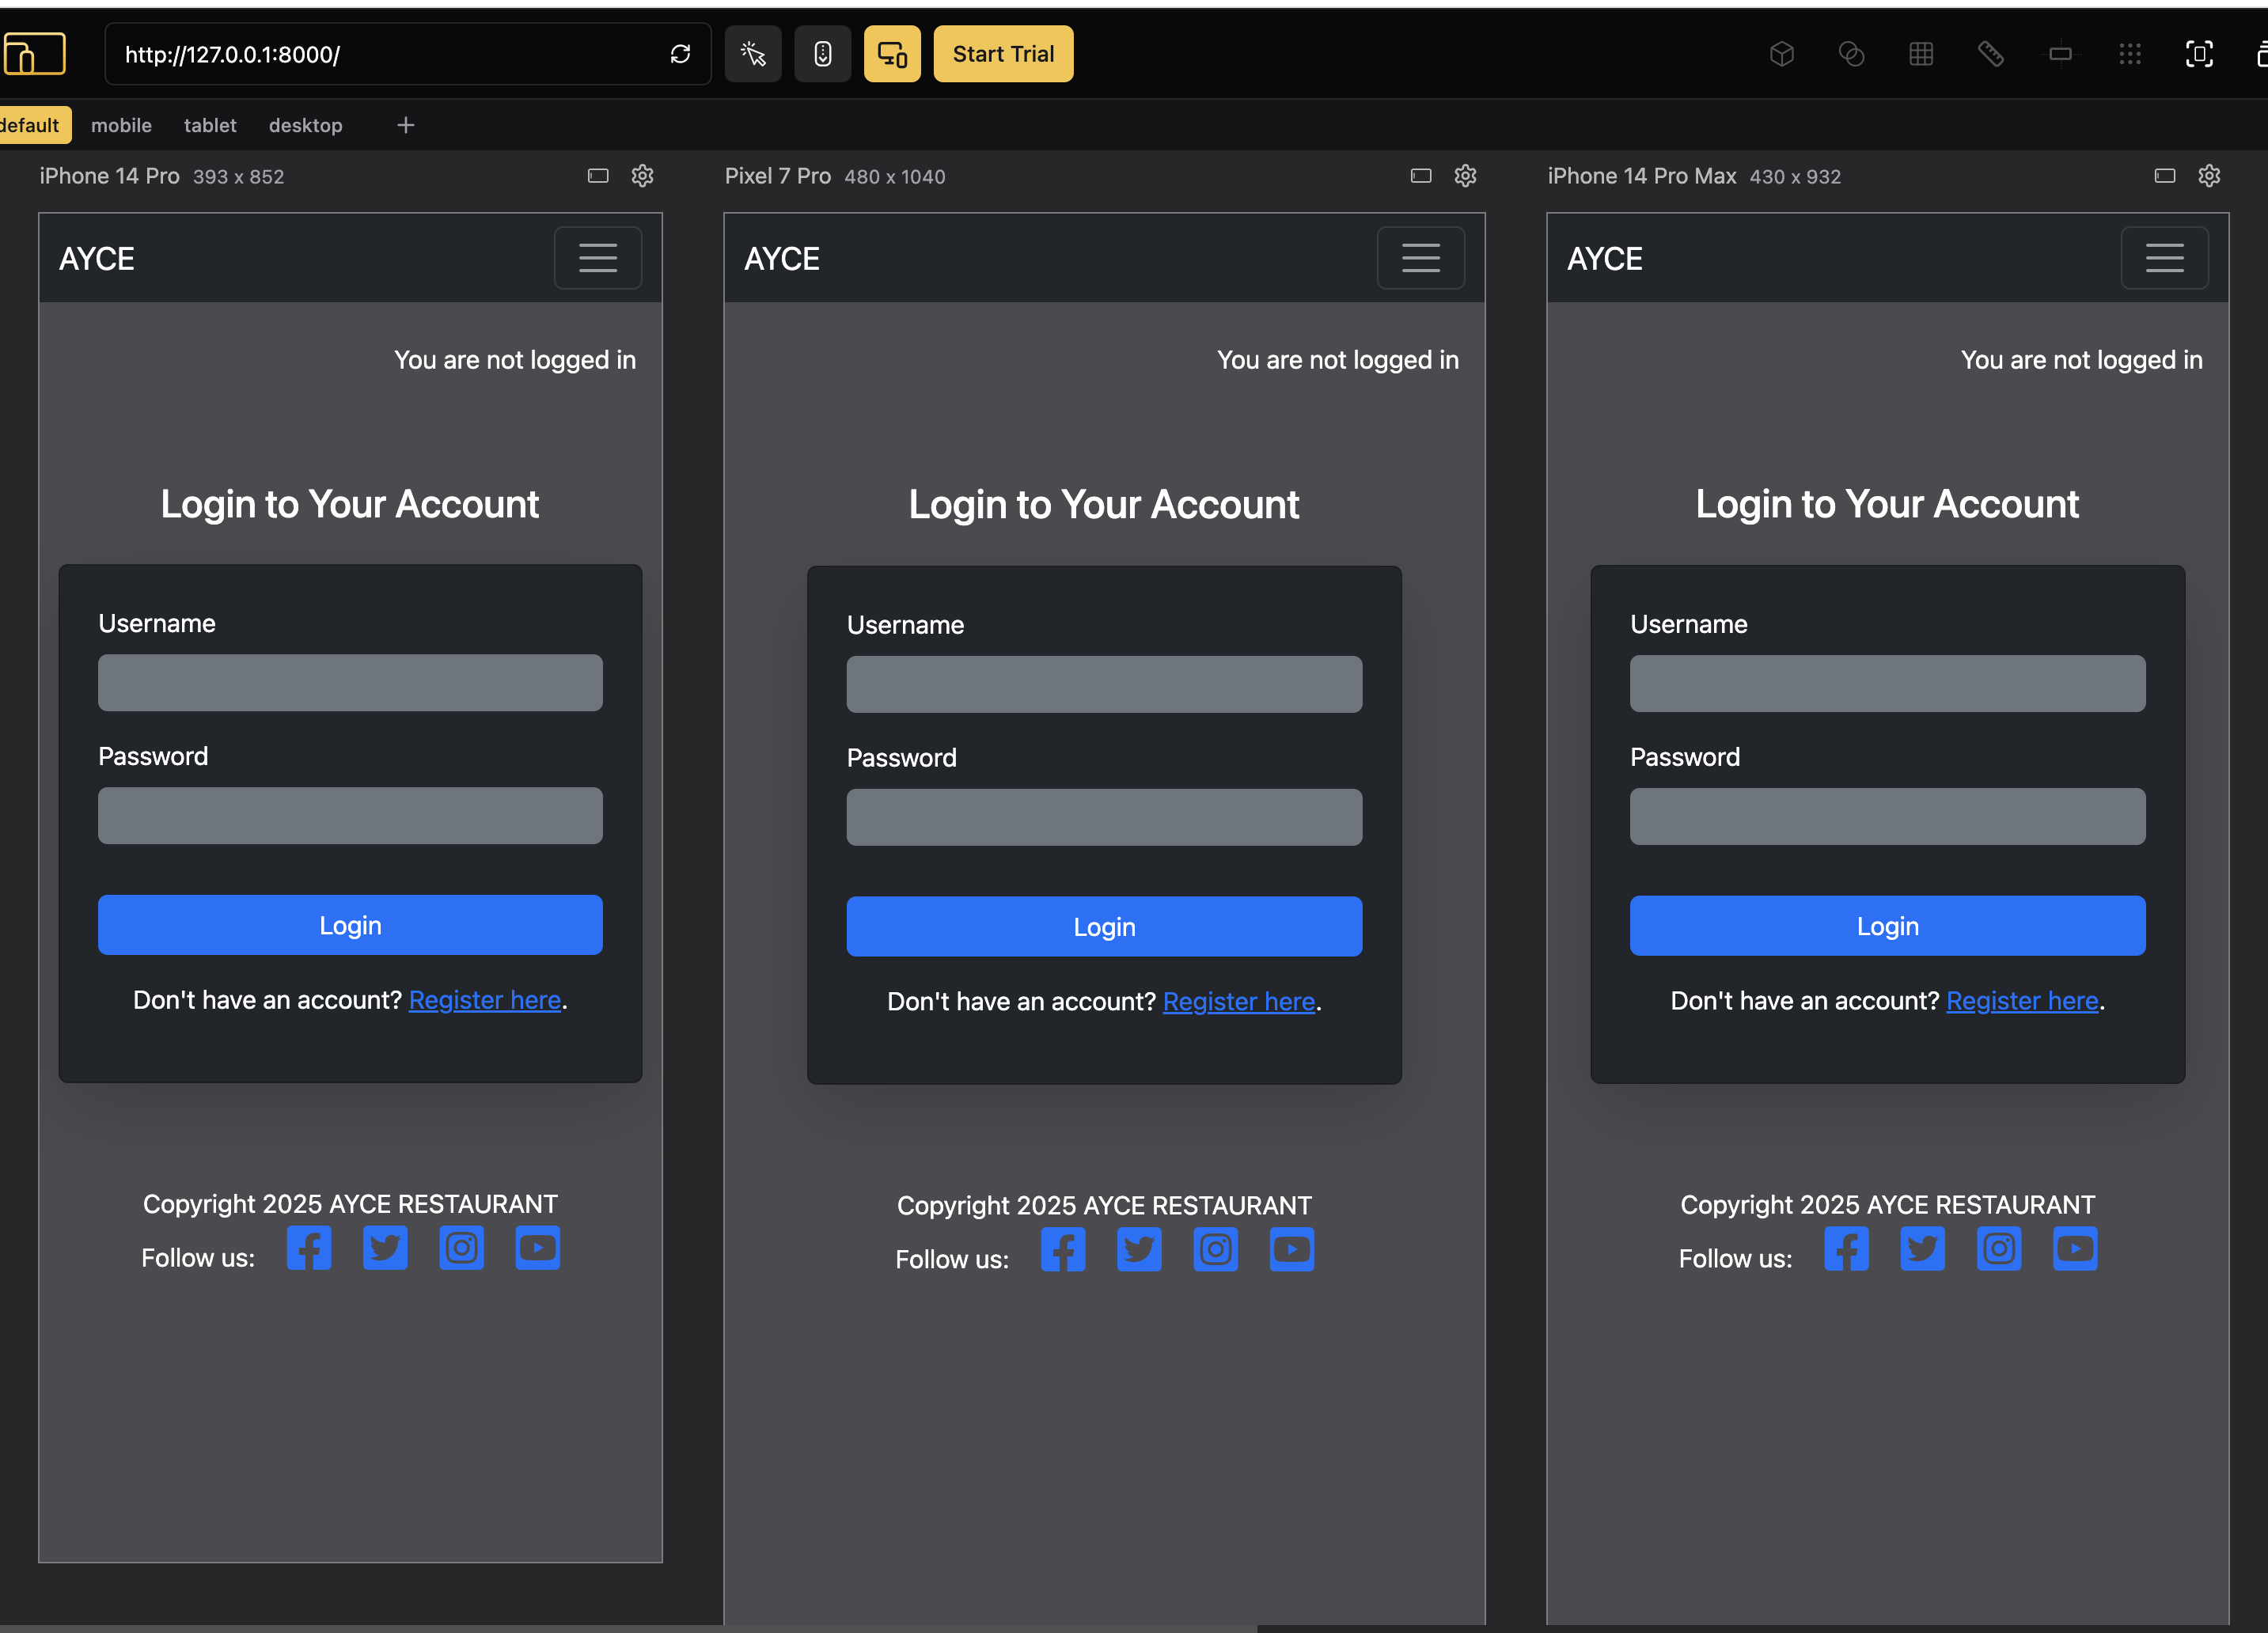 http://127.0.0.1:8000/
Start Trial
default
mobile
tablet
desktop
iPhone 14 Pro 393 x 852
AYCE
You are not logged in
Login to Your Account
Username
Password
Login
Don't have an account? Register here.
Copyright 2025 AYCE RESTAURANT
Follow us:
Pixel 7 Pro 480 x 1040
AYCE
You are not logged in
Login to Your Account
Username
Password
Login
Don't have an account? Register here.
Copyright 2025 AYCE RESTAURANT
Follow us:
iPhone 14 Pro Max 430 x 932
AYCE
You are not logged in
Login to Your Account
Username
Password
Login
Don't have an account? Register here.
Copyright 2025 AYCE RESTAURANT
Follow us: